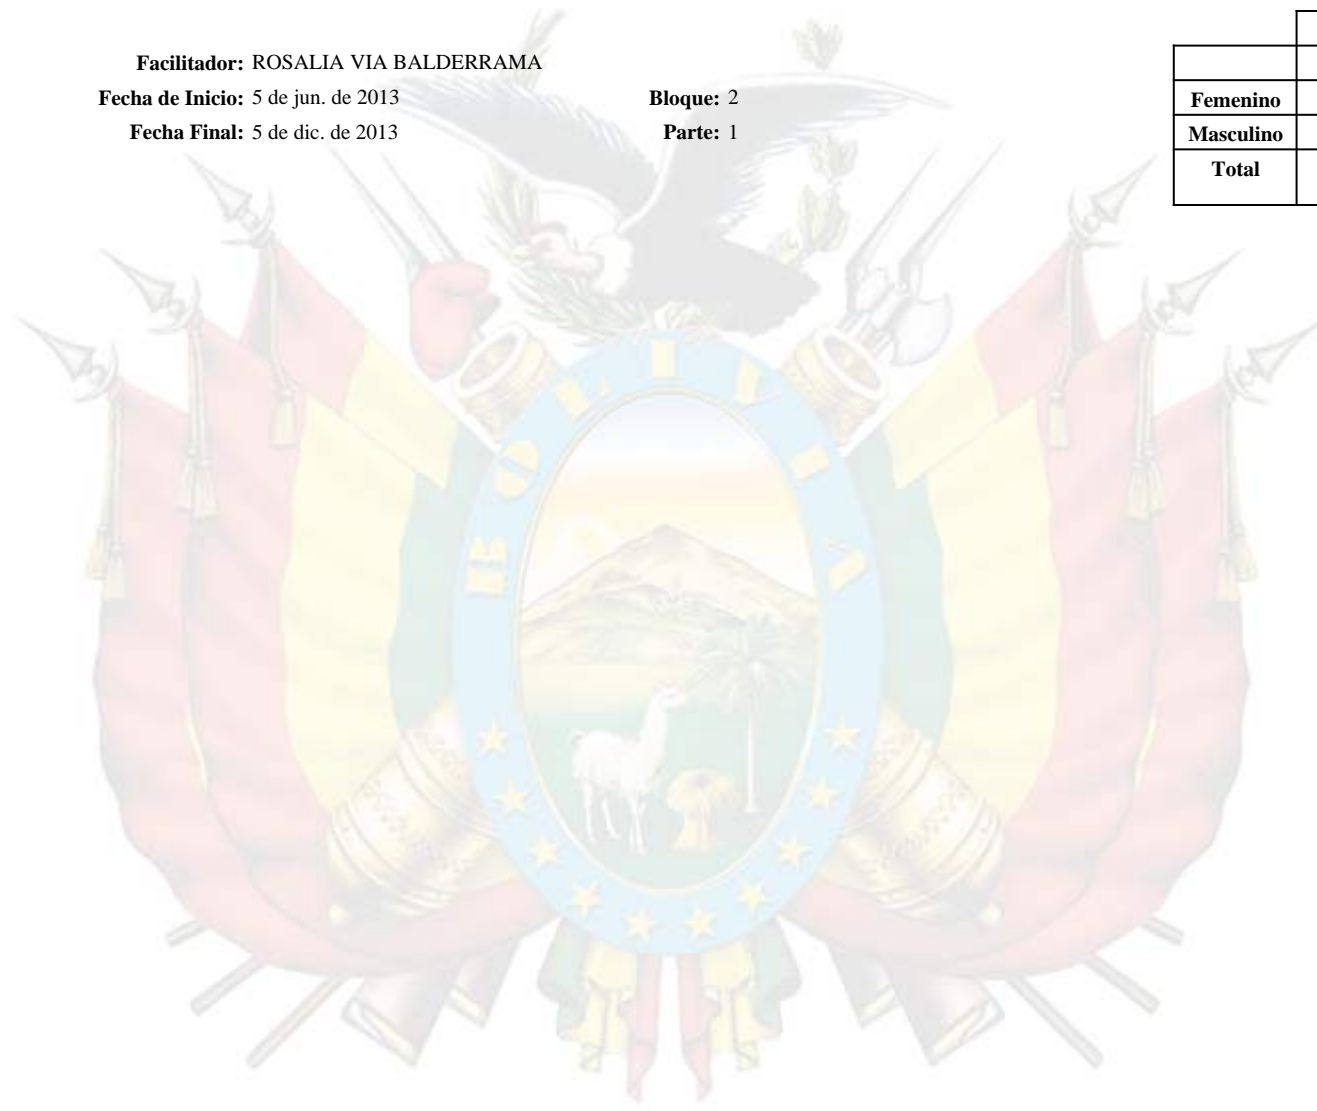 Facilitador: ROSALIA VIA BALDERRAMA
Fecha de Inicio: 5 de jun. de 2013 Bloque: 2
Fecha Final: 5 de dic. de 2013 Parte: 1
Femenino
Masculino
Total
BOLIVIA